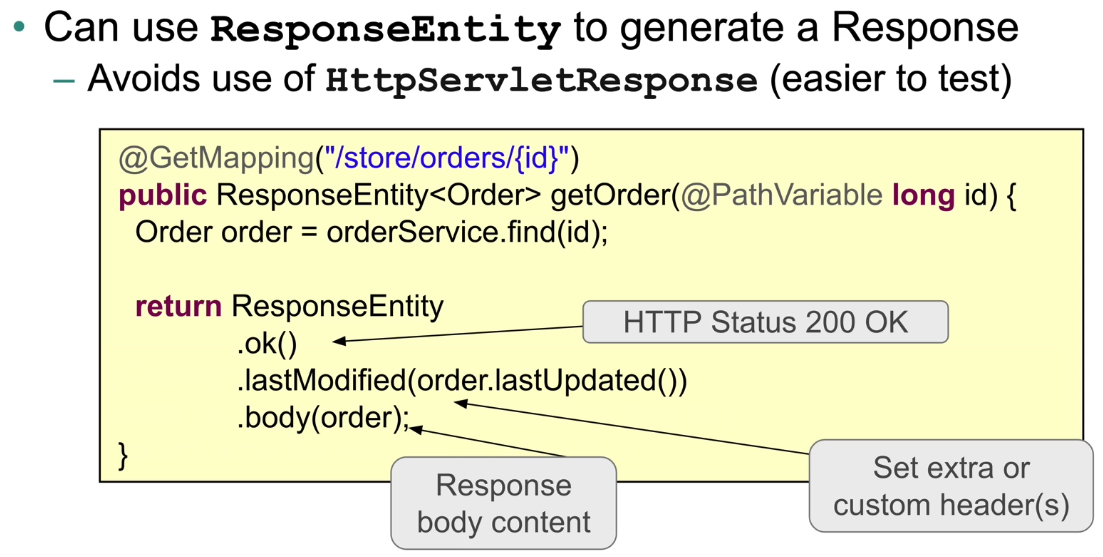 • Can use ResponseEntity to generate a Response
– Avoids use of HttpServletResponse (easier to test)
@GetMapping("/store/orders/{id}")
public ResponseEntity<Order> getOrder(@PathVariable long id) {
Order order = orderService.find(id);
return ResponseEntity
HTTP Status 200 OK
.ok()
.lastModified(order.lastUpdated())
.body(order);
}
Response
body content
Set extra or
custom header(s)